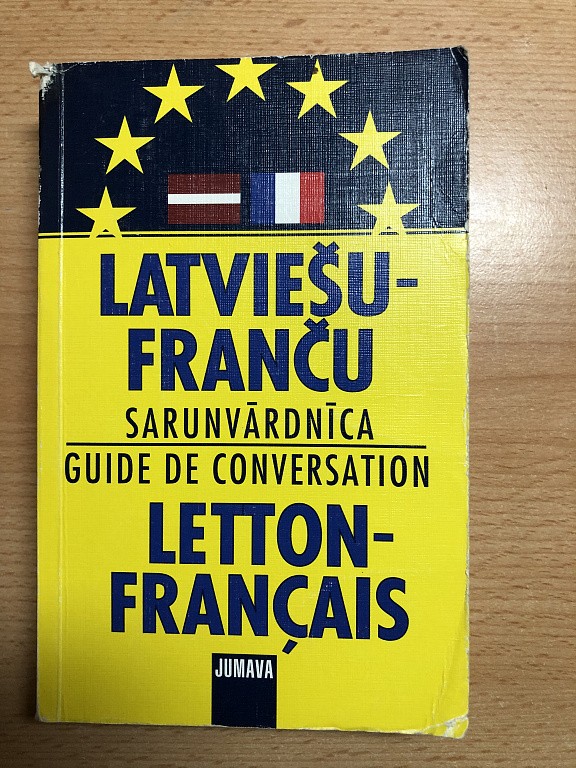 LATVIEŠU-
FRANČU
SARUNVĀRDNĪCA
GUIDE DE CONVERSATION
LETTON-
FRANÇAIS
JUMAVA